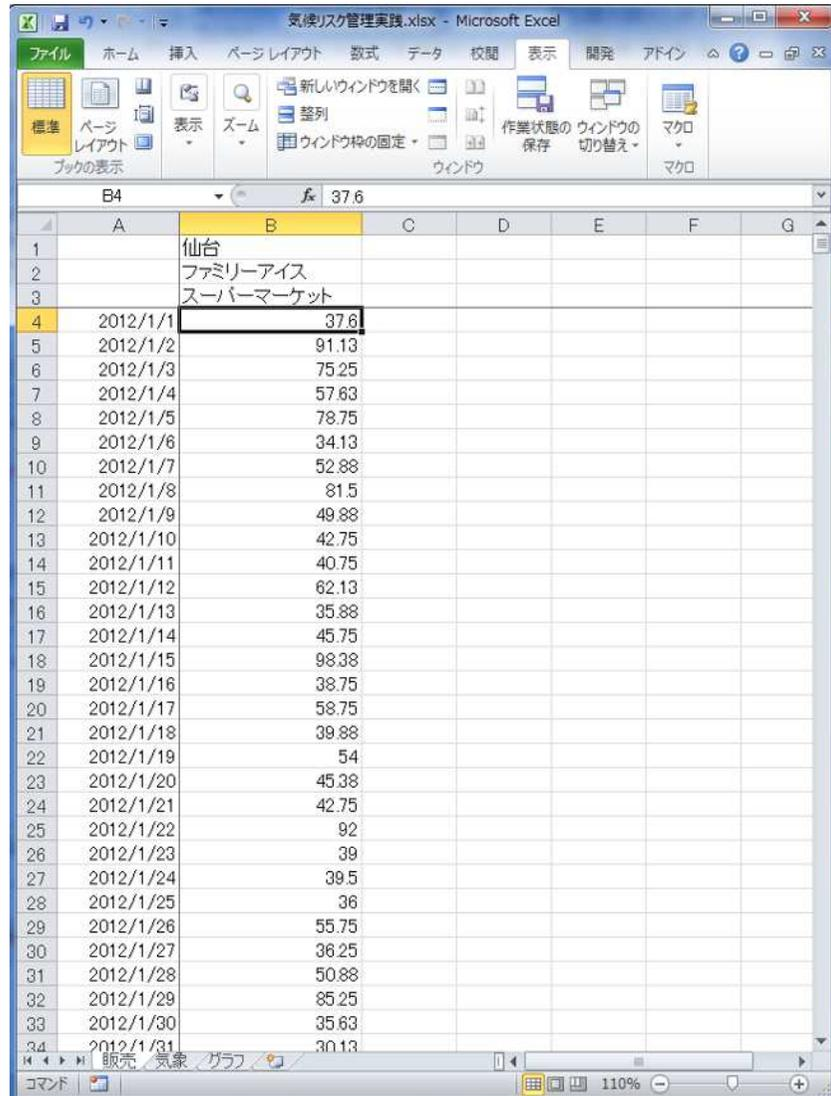 気候リスク管理実践.xlsx - Microsoft Excel
ファイル ホーム 挿入 ページ レイアウト 数式 データ 校閲 表示 開発 アドイン
標準 ページ レイアウト 表示 ズーム 新しいウィンドウを開く 整列 ウィンドウ枠の固定 作業状態の保存 ウィンドウの切り替え マクロ
ブックの表示 ウィンドウ マクロ
B4 fx 37.6
A B C D E F G
1 仙台
2 ファミリーアイス
3 スーパーマーケット
4 2012/1/1 37.6
5 2012/1/2 91.13
6 2012/1/3 75.25
7 2012/1/4 57.63
8 2012/1/5 78.75
9 2012/1/6 34.13
10 2012/1/7 52.88
11 2012/1/8 81.5
12 2012/1/9 49.88
13 2012/1/10 42.75
14 2012/1/11 40.75
15 2012/1/12 62.13
16 2012/1/13 35.88
17 2012/1/14 45.75
18 2012/1/15 98.38
19 2012/1/16 38.75
20 2012/1/17 58.75
21 2012/1/18 39.88
22 2012/1/19 54
23 2012/1/20 45.38
24 2012/1/21 42.75
25 2012/1/22 92
26 2012/1/23 39
27 2012/1/24 39.5
28 2012/1/25 36
29 2012/1/26 55.75
30 2012/1/27 36.25
31 2012/1/28 50.88
32 2012/1/29 85.25
33 2012/1/30 35.63
34 2012/1/31 30.13
販売 気象 グラフ
コマンド 110%